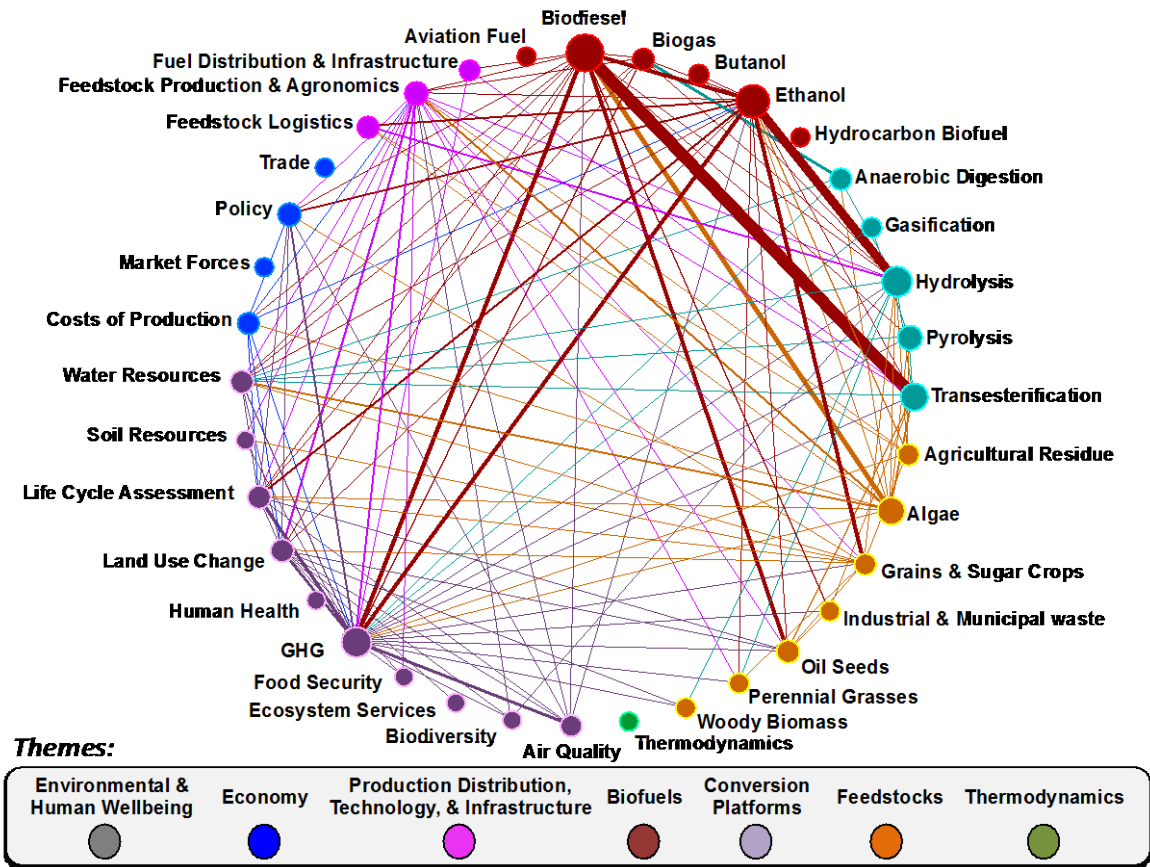 Biodiesel
Aviation Fuel
Biogas
Fuel Distribution & Infrastructure
Butanol
Feedstock Production & Agronomics
Ethanol
Feedstock Logistics
Hydrocarbon Biofuel
Trade
Anaerobic Digestion
Policy
Gasification
Market Forces
Hydrolysis
Costs of Production
Pyrolysis
Water Resources
Transesterification
Soil Resources
Agricultural Residue
Life Cycle Assessment
Algae
Land Use Change
Grains & Sugar Crops
Human Health
Industrial & Municipal waste
GHG
Oil Seeds
Food Security
Perennial Grasses
Ecosystem Services
Woody Biomass
Biodiversity
Thermodynamics
Air Quality
Themes:
Environmental &
Human Wellbeing
Economy
Production Distribution,
Technology, & Infrastructure
Biofuels
Conversion
Platforms
Feedstocks
Thermodynamics